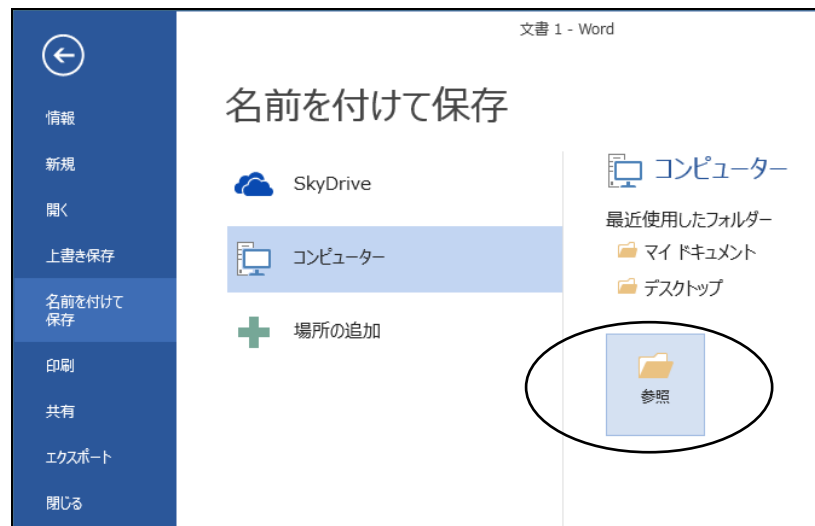 文書 1 - Word
情報
新規
開く
上書き保存
名前を付けて
保存
印刷
共有
エクスポート
閉じる
名前を付けて保存
SkyDrive
コンピューター
場所の追加
コンピューター
最近使用したフォルダー
マイ ドキュメント
デスクトップ
参照